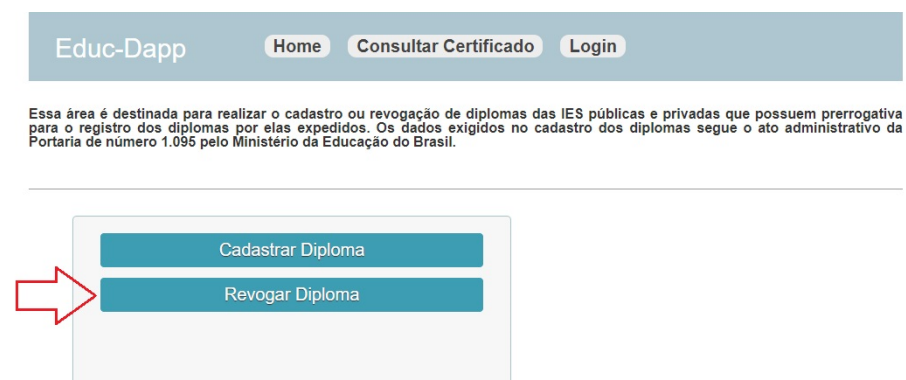 Educ-Dapp Home Consultar Certificado Login
Essa área é destinada para realizar o cadastro ou revogação de diplomas das IES públicas e privadas que possuem prerrogativa
para o registro dos diplomas por elas expedidos. Os dados exigidos no cadastro dos diplomas segue o ato administrativo da
Portaria de número 1.095 pelo Ministério da Educação do Brasil.
Cadastrar Diploma
Revogar Diploma